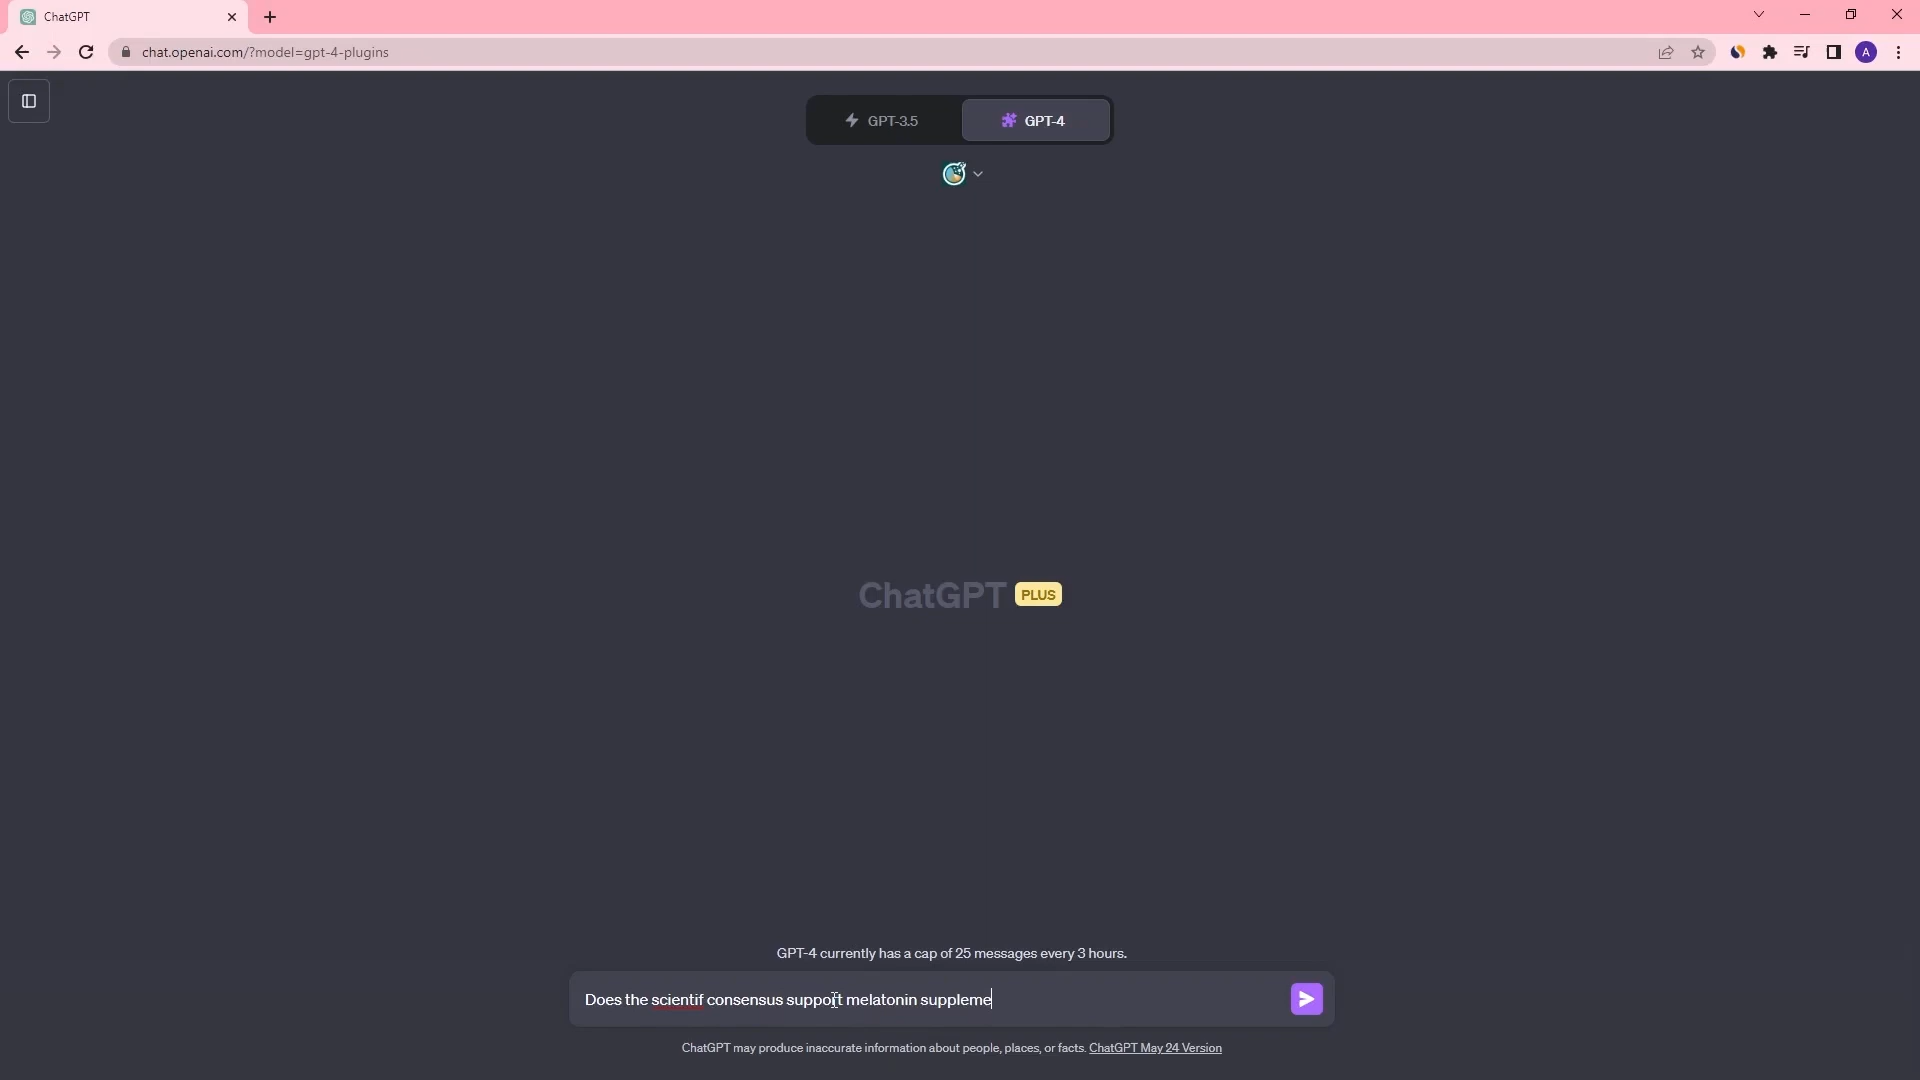 ChatGPT
chat.openai.com/?model=gpt-4-plugins
A
GPT-3.5
GPT-4
ChatGPT PLUS
GPT-4 currently has a cap of 25 messages every 3 hours.
Does the scientif consensus support melatonin suppleme
ChatGPT may produce inaccurate information about people, places, or facts. ChatGPT May 24 Version